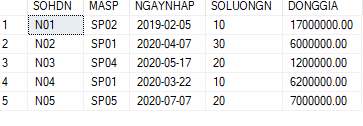 SOHDN MASP NGAYNHAP SOLUONGN DONGIA
1 N01 SP02 2019-02-05 10 17000000.00
2 N02 SP01 2020-04-07 30 6000000.00
3 N03 SP04 2020-05-17 20 1200000.00
4 N04 SP01 2020-03-22 10 6200000.00
5 N05 SP05 2020-07-07 20 7000000.00